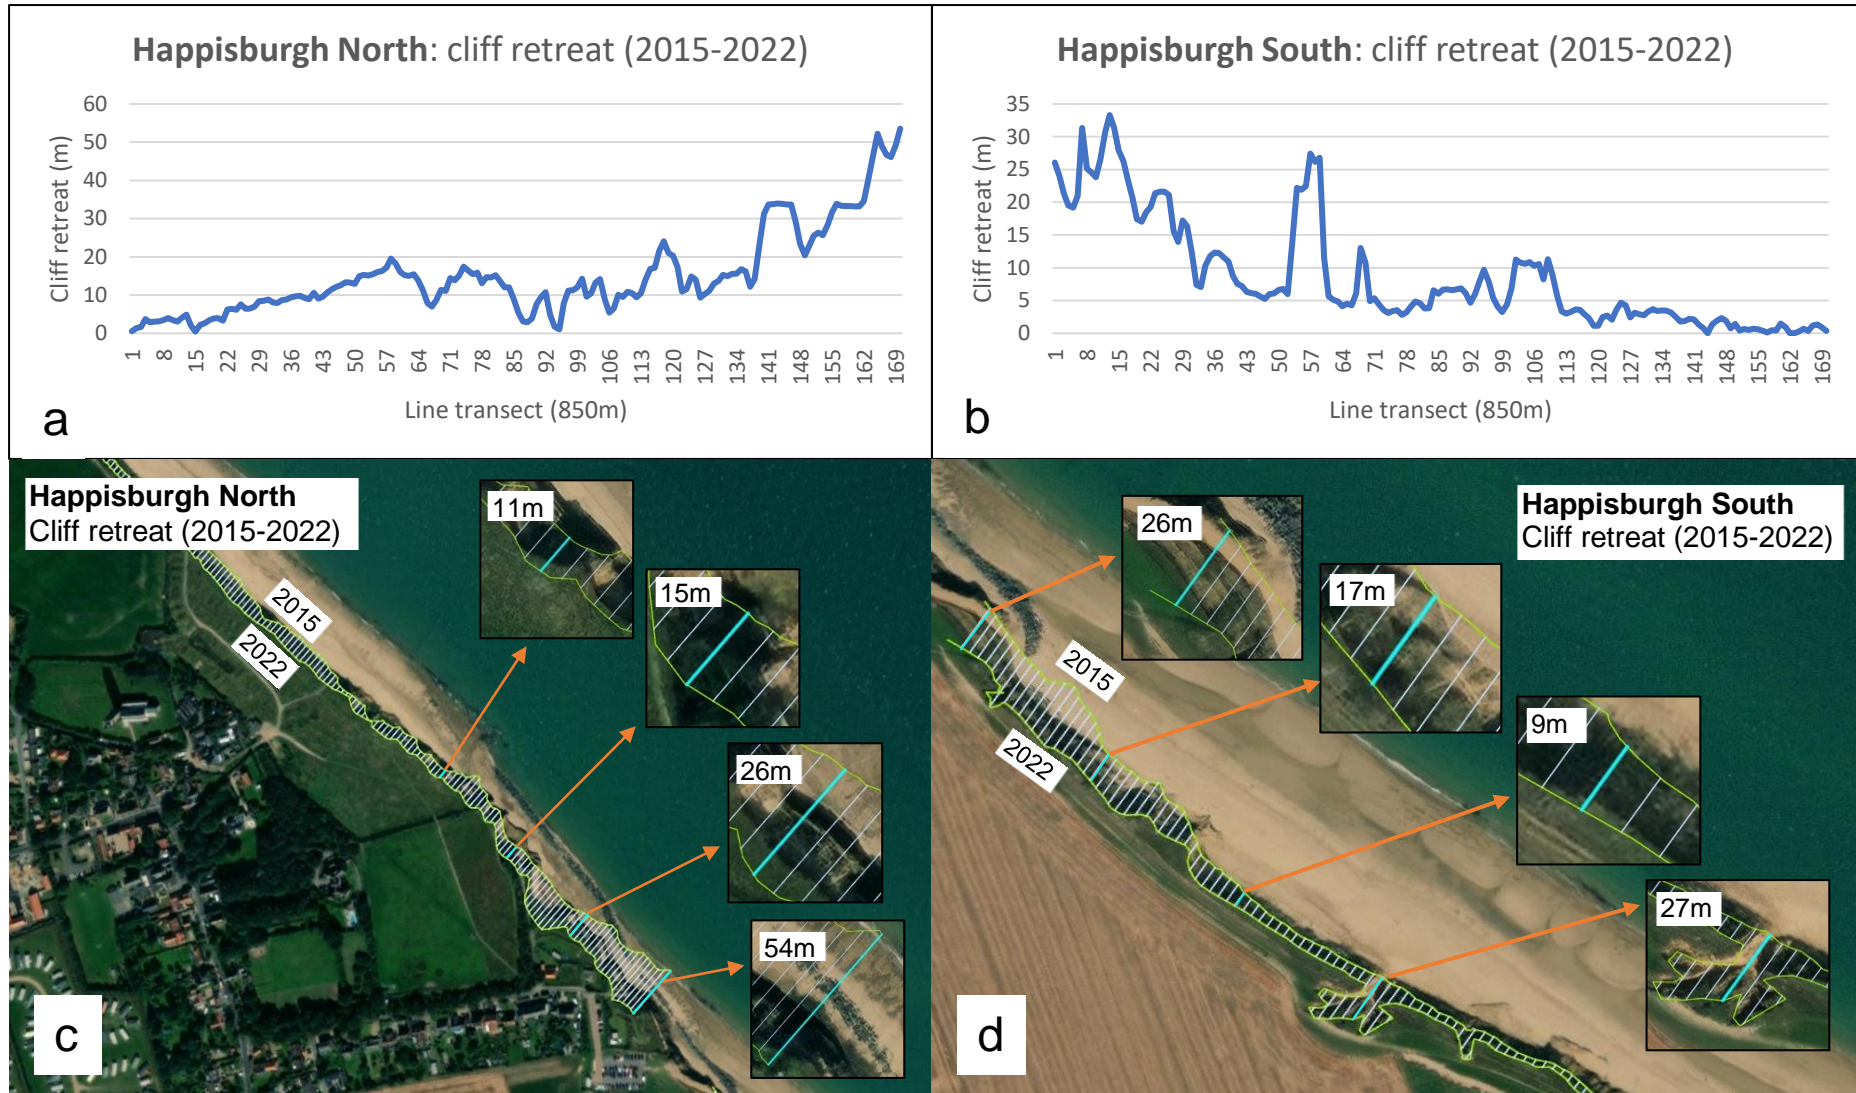 Happisburgh North: cliff retreat (2015-2022)
Cliff retreat (m)
60
50
40
30
20
10
0
1 8 15 22 29 36 43 50 57 64 71 78 85 92 99 106 113 120 127 134 141 148 155 162 169
Line transect (850m)
a
Happisburgh South: cliff retreat (2015-2022)
Cliff retreat (m)
35
30
25
20
15
10
5
0
1 8 15 22 29 36 43 50 57 64 71 78 85 92 99 106 113 120 127 134 141 148 155 162 169
Line transect (850m)
b
Happisburgh North
Cliff retreat (2015-2022)
11m
15m
2015
2022
26m
54m
c
Happisburgh South
Cliff retreat (2015-2022)
26m
17m
2015
2022
9m
27m
d